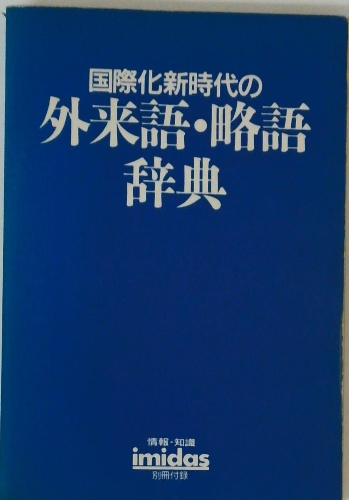 国際化新時代の
外来語・略語
辞典
情報・知識
imidas
別冊付録